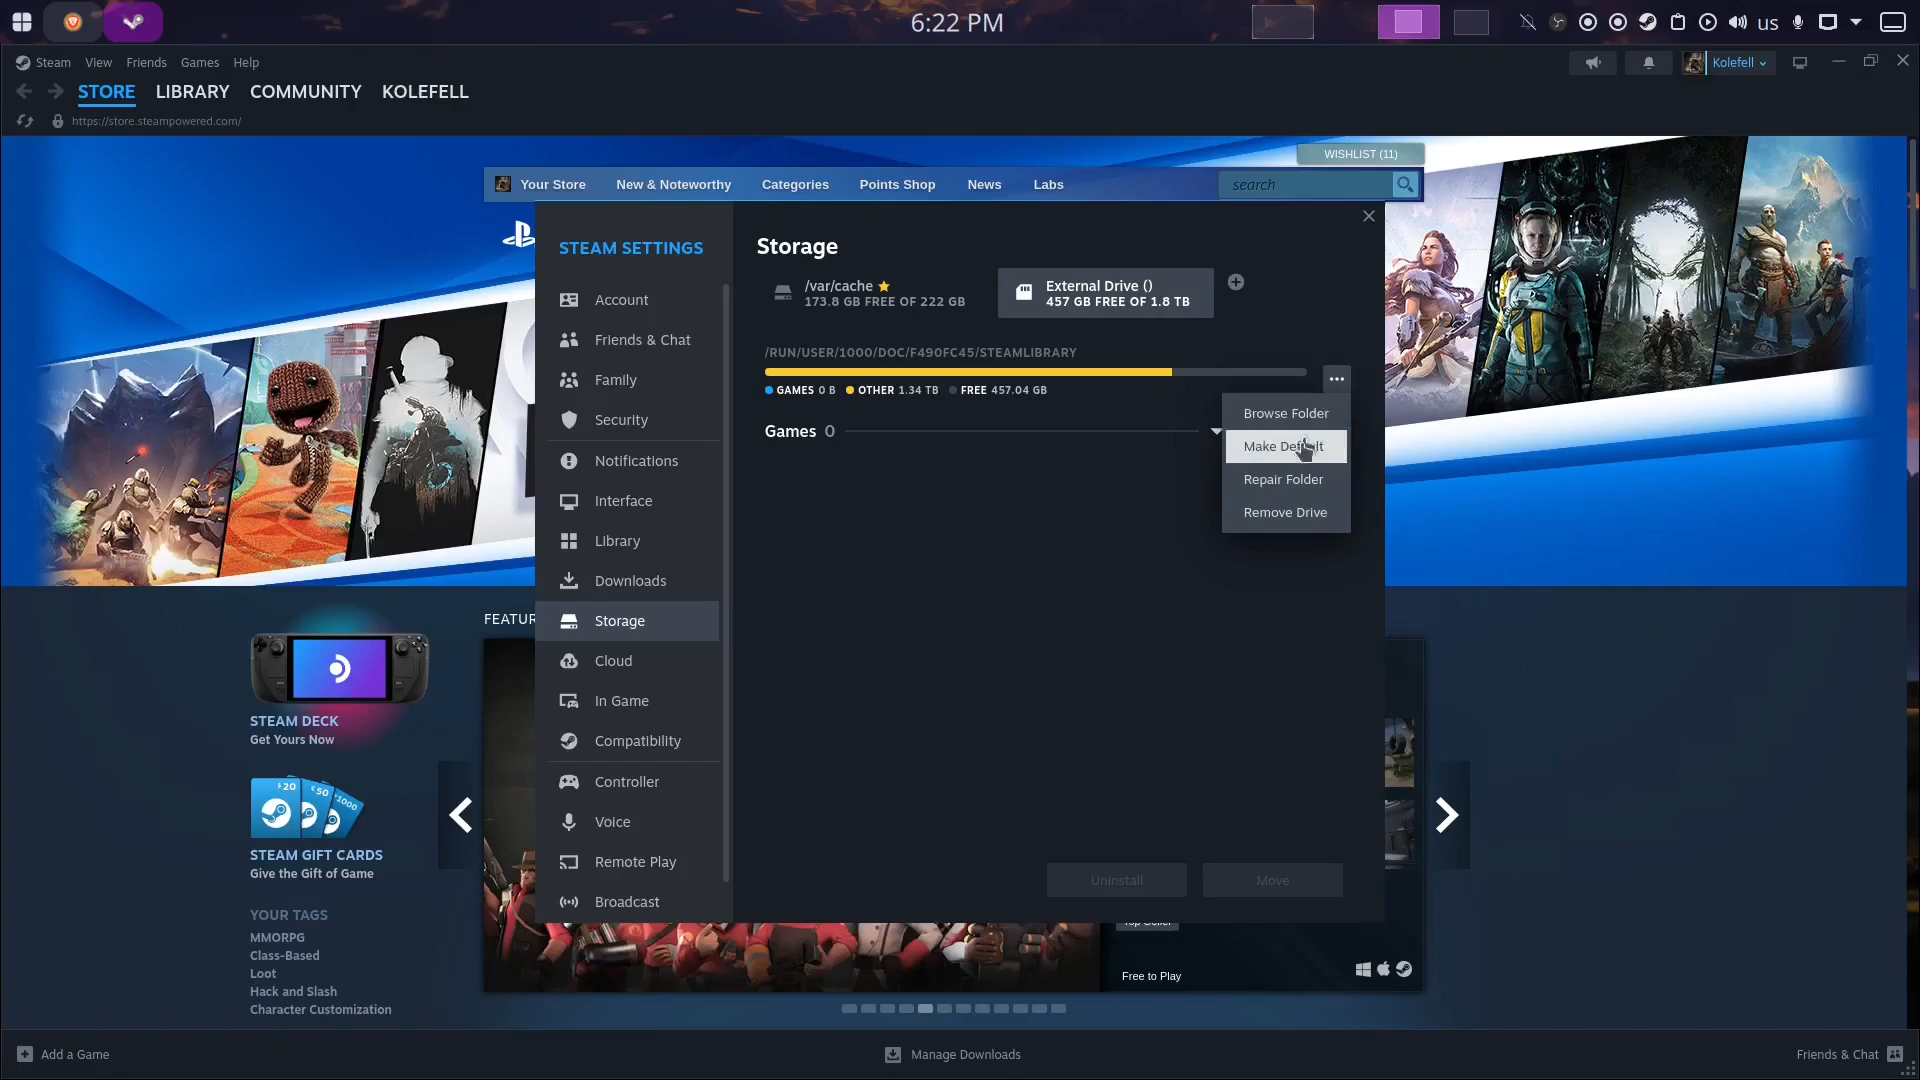 6:22 PM
us
Steam View Friends Games Help
Kolefell
STORE LIBRARY COMMUNITY KOLEFELL
https://store.steampowered.com/
WISHLIST (11)
Your Store New & Noteworthy Categories Points Shop News Labs
search
STEAM SETTINGS
Account
Friends & Chat
Family
Security
Notifications
Interface
Library
Downloads
Storage
Cloud
In Game
Compatibility
Controller
Voice
Remote Play
Broadcast
Storage
/var/cache
173.8 GB FREE OF 222 GB
External Drive ()
457 GB FREE OF 1.8 TB
/RUN/USER/1000/DOC/F490FC45/STEAMLIBRARY
GAMES 0 B OTHER 1.34 TB FREE 457.04 GB
Games 0
Browse Folder
Make Default
Repair Folder
Remove Drive
Uninstall Move
FEATUR
STEAM DECK
Get Yours Now
$20 €50 ¥1000
STEAM GIFT CARDS
Give the Gift of Game
YOUR TAGS
MMORPG
Class-Based
Loot
Hack and Slash
Character Customization
Top Seller
Free to Play
Add a Game
Manage Downloads
Friends & Chat